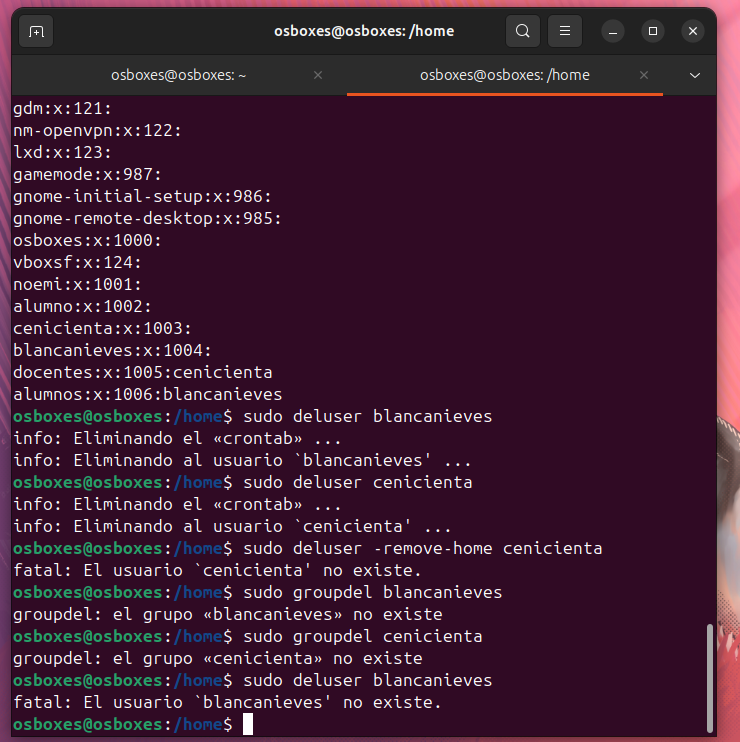 osboxes@osboxes: /home
osboxes@osboxes: ~
osboxes@osboxes: /home
gdm:x:121:
nm-openvpn:x:122:
lxd:x:123:
gamemode:x:987:
gnome-initial-setup:x:986:
gnome-remote-desktop:x:985:
osboxes:x:1000:
vboxsf:x:124:
noemi:x:1001:
alumno:x:1002:
cenicienta:x:1003:
blancanieves:x:1004:
docentes:x:1005:cenicienta
alumnos:x:1006:blancanieves
osboxes@osboxes:/home$ sudo deluser blancanieves
info: Eliminando el «crontab» ...
info: Eliminando al usuario `blancanieves' ...
osboxes@osboxes:/home$ sudo deluser cenicienta
info: Eliminando el «crontab» ...
info: Eliminando al usuario `cenicienta' ...
osboxes@osboxes:/home$ sudo deluser -remove-home cenicienta
fatal: El usuario `cenicienta' no existe.
osboxes@osboxes:/home$ sudo groupdel blancanieves
groupdel: el grupo «blancanieves» no existe
osboxes@osboxes:/home$ sudo groupdel cenicienta
groupdel: el grupo «cenicienta» no existe
osboxes@osboxes:/home$ sudo deluser blancanieves
fatal: El usuario `blancanieves' no existe.
osboxes@osboxes:/home$